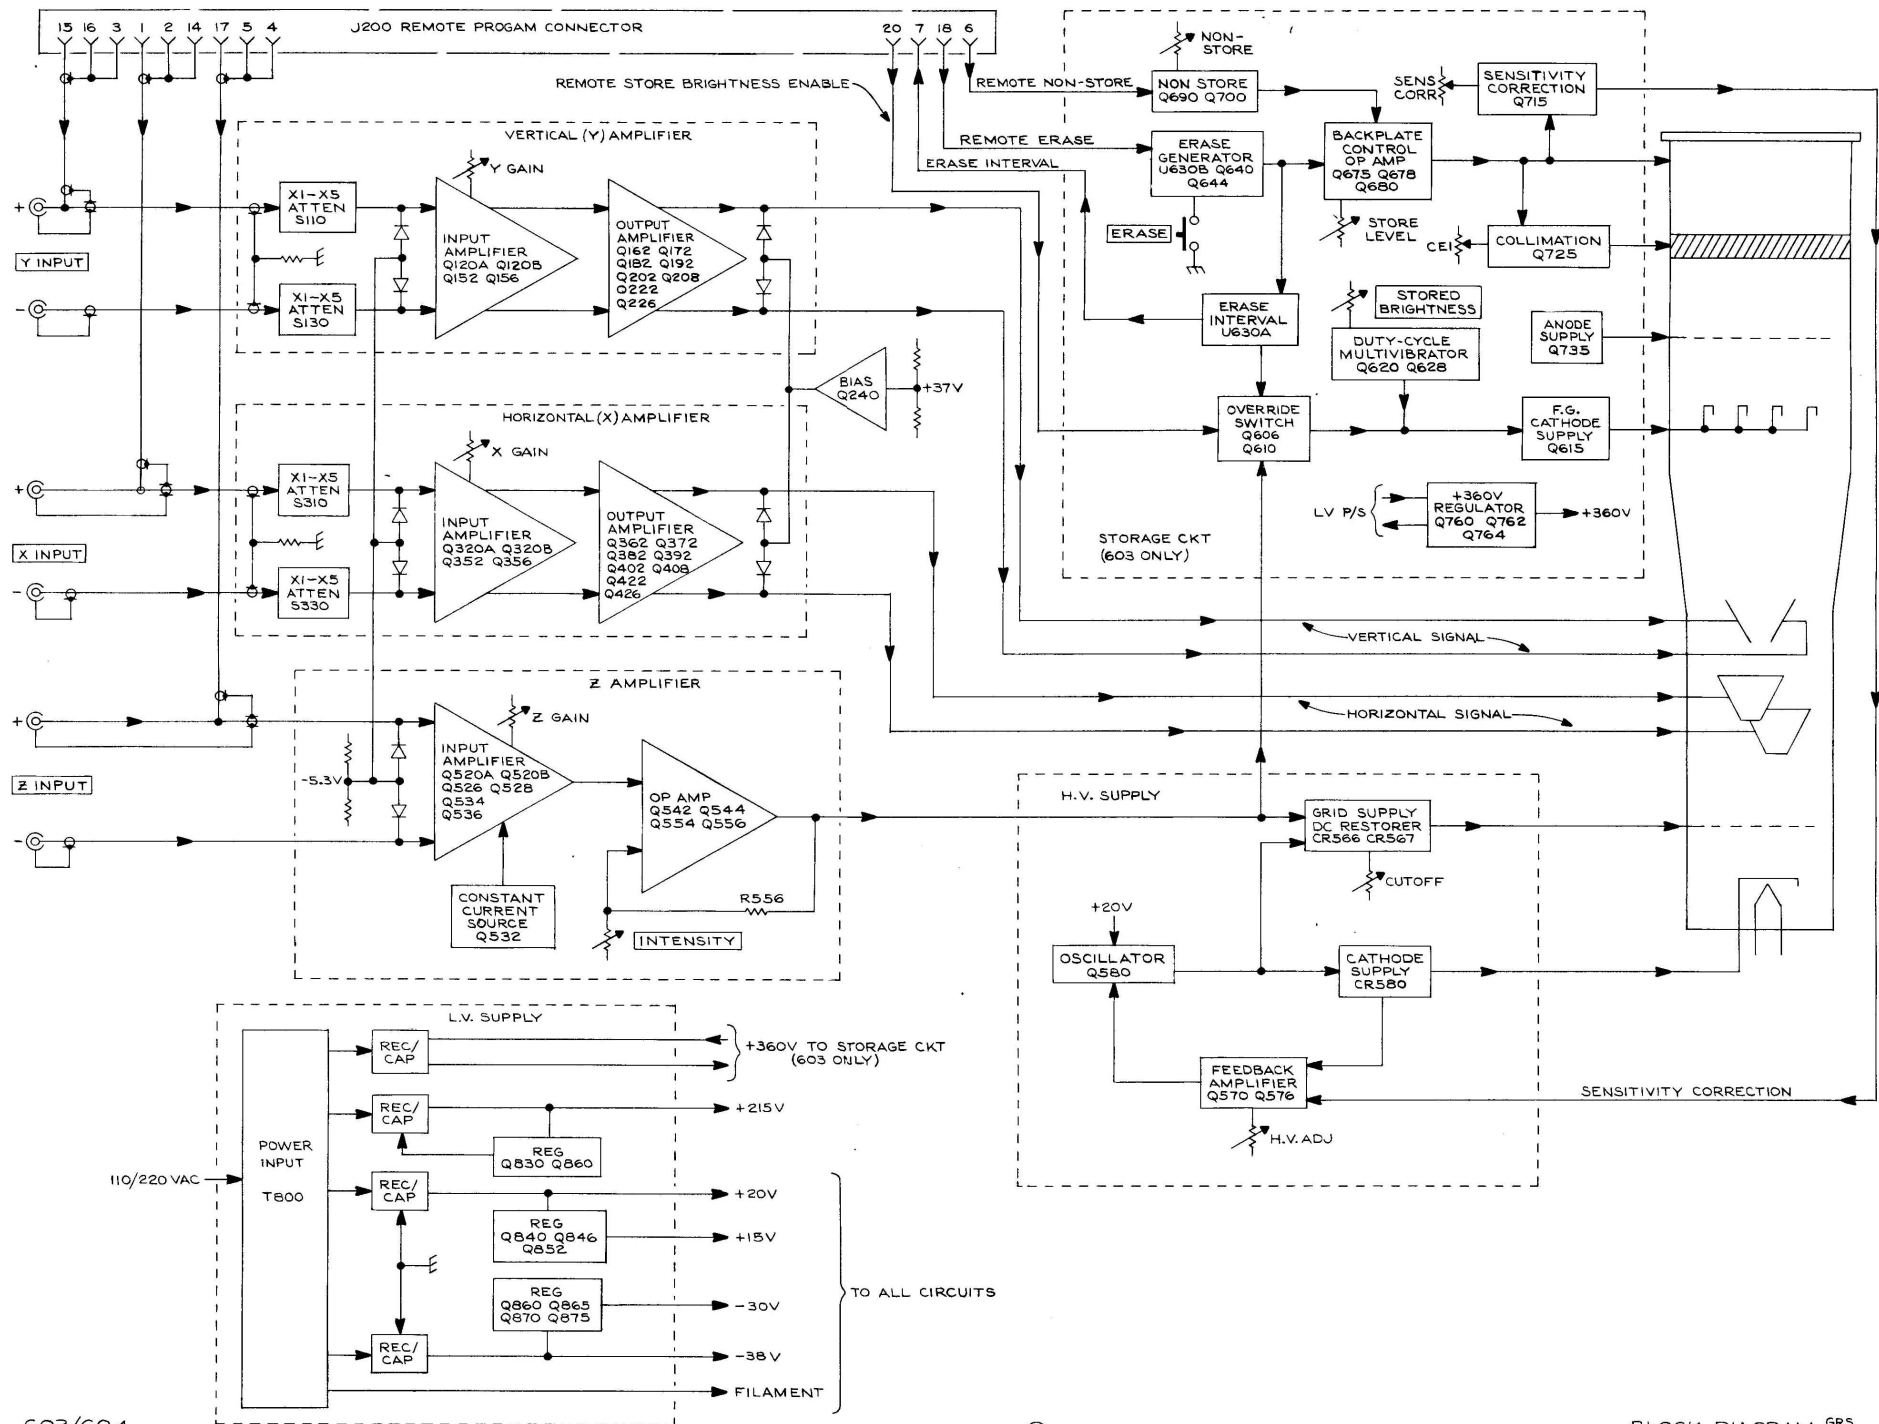 15 16 3 1 2 14 17 5 4
J200 REMOTE PROGAM CONNECTOR
20 7 18 6
REMOTE STORE BRIGHTNESS ENABLE
REMOTE NON-STORE
REMOTE ERASE
ERASE INTERVAL
VERTICAL (Y) AMPLIFIER
Y GAIN
+
Y INPUT
-
X1-X5
ATTEN
S110
X1-X5
ATTEN
S130
INPUT
AMPLIFIER
Q120A Q120B
Q152 Q156
OUTPUT
AMPLIFIER
Q162 Q172
Q182 Q192
Q202 Q208
Q222
Q226
BIAS
Q240
+37V
HORIZONTAL (X) AMPLIFIER
X GAIN
+
X INPUT
-
X1-X5
ATTEN
S310
X1-X5
ATTEN
S330
INPUT
AMPLIFIER
Q320A Q320B
Q352 Q356
OUTPUT
AMPLIFIER
Q362 Q372
Q382 Q392
Q402 Q408
Q422
Q426
Z AMPLIFIER
Z GAIN
+
Z INPUT
-
-5.3V
INPUT
AMPLIFIER
Q520A Q520B
Q526 Q528
Q534
Q536
OP AMP
Q542 Q544
Q554 Q556
CONSTANT
CURRENT
SOURCE
Q532
R556
INTENSITY
NON-
STORE
NON STORE
Q690 Q700
SENS
CORR
SENSITIVITY
CORRECTION
Q715
ERASE
GENERATOR
U630B Q640
Q644
BACKPLATE
CONTROL
OP AMP
Q675 Q678
Q680
STORE
LEVEL
ERASE
CE1
COLLIMATION
Q725
ERASE
INTERVAL
U630A
STORED
BRIGHTNESS
DUTY-CYCLE
MULTIVIBRATOR
Q620 Q628
ANODE
SUPPLY
Q735
OVERRIDE
SWITCH
Q606
Q610
F.G.
CATHODE
SUPPLY
Q615
LV P/S
+360V
REGULATOR
Q760 Q762
Q764
+360V
STORAGE CKT
(603 ONLY)
VERTICAL SIGNAL
HORIZONTAL SIGNAL
H.V. SUPPLY
GRID SUPPLY
DC RESTORER
CR566 CR567
CUTOFF
+20V
OSCILLATOR
Q580
CATHODE
SUPPLY
CR580
FEEDBACK
AMPLIFIER
Q570 Q576
H.V. ADJ
SENSITIVITY CORRECTION
L.V. SUPPLY
110/220 VAC
POWER
INPUT
T800
REC/
CAP
+360V TO STORAGE CKT
(603 ONLY)
REC/
CAP
+215V
REG
Q830 Q860
REC/
CAP
+20V
REG
Q840 Q846
Q852
+15V
REG
Q860 Q865
Q870 Q875
-30V
REC/
CAP
-38V
FILAMENT
TO ALL CIRCUITS
603/604
BLOCK DIAGRAM GRS